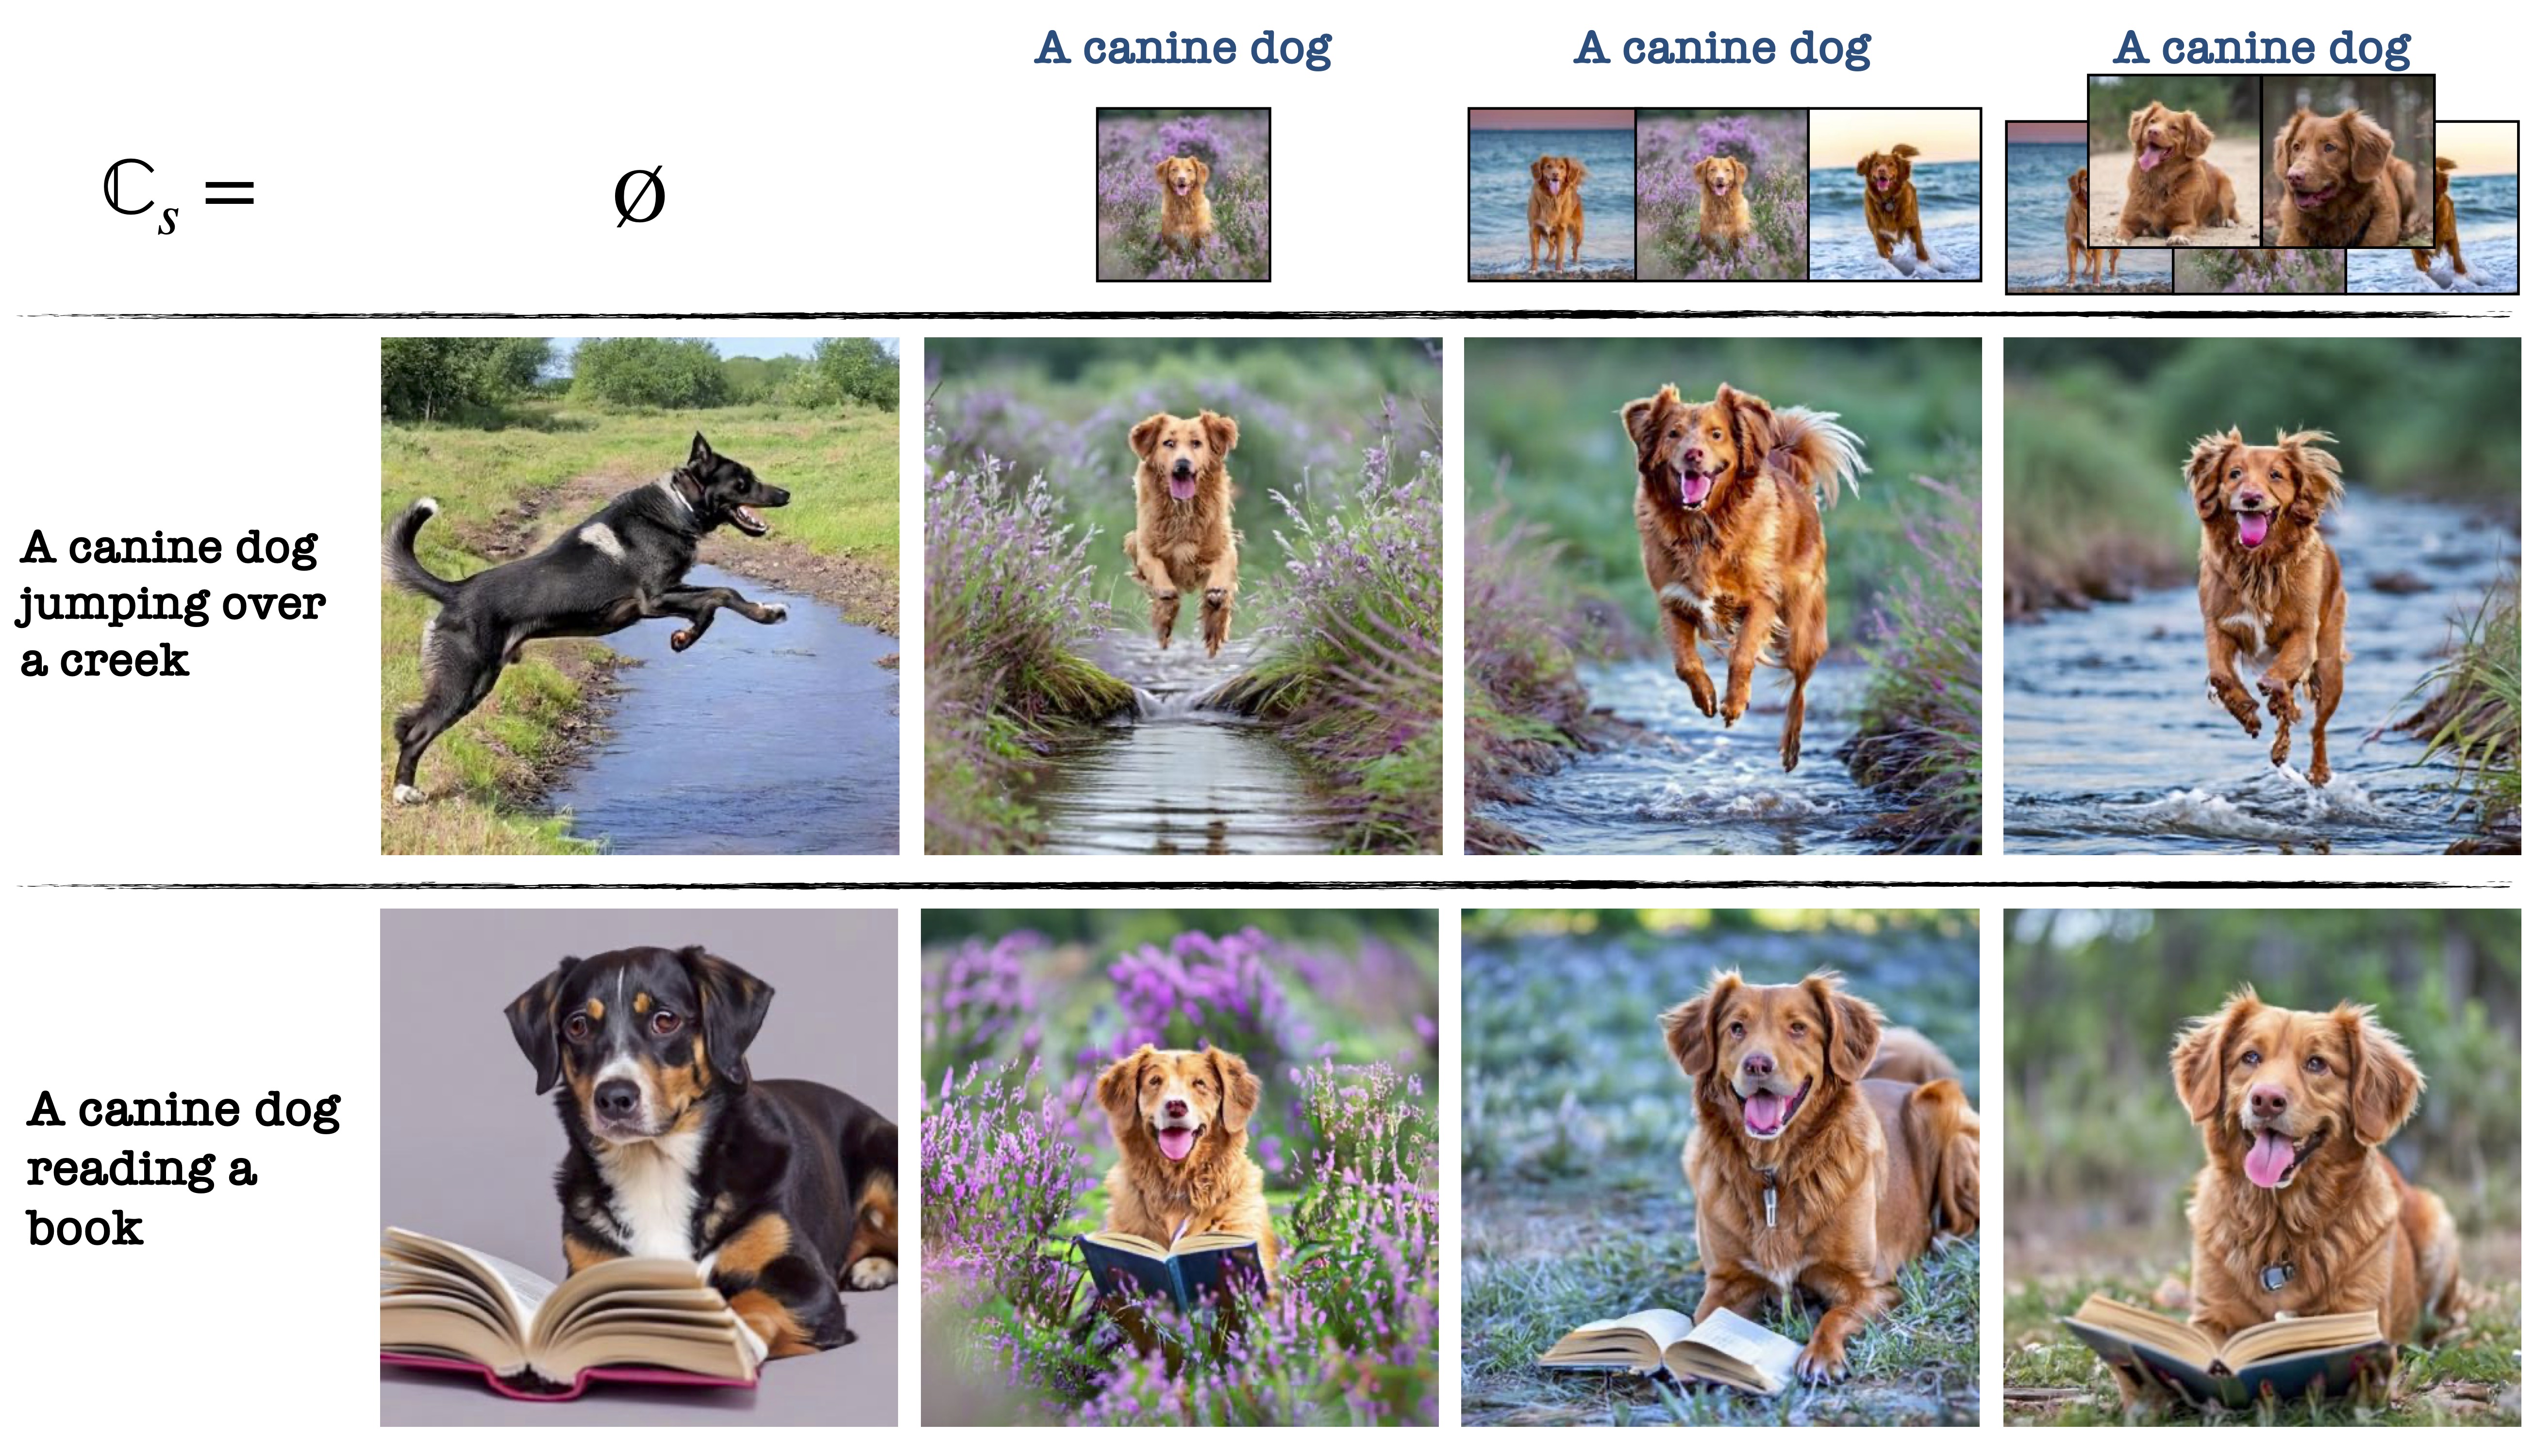 A canine dog
A canine dog
A canine dog
ℂₛ =
Ø
A canine dog
jumping over
a creek
A canine dog
reading a
book